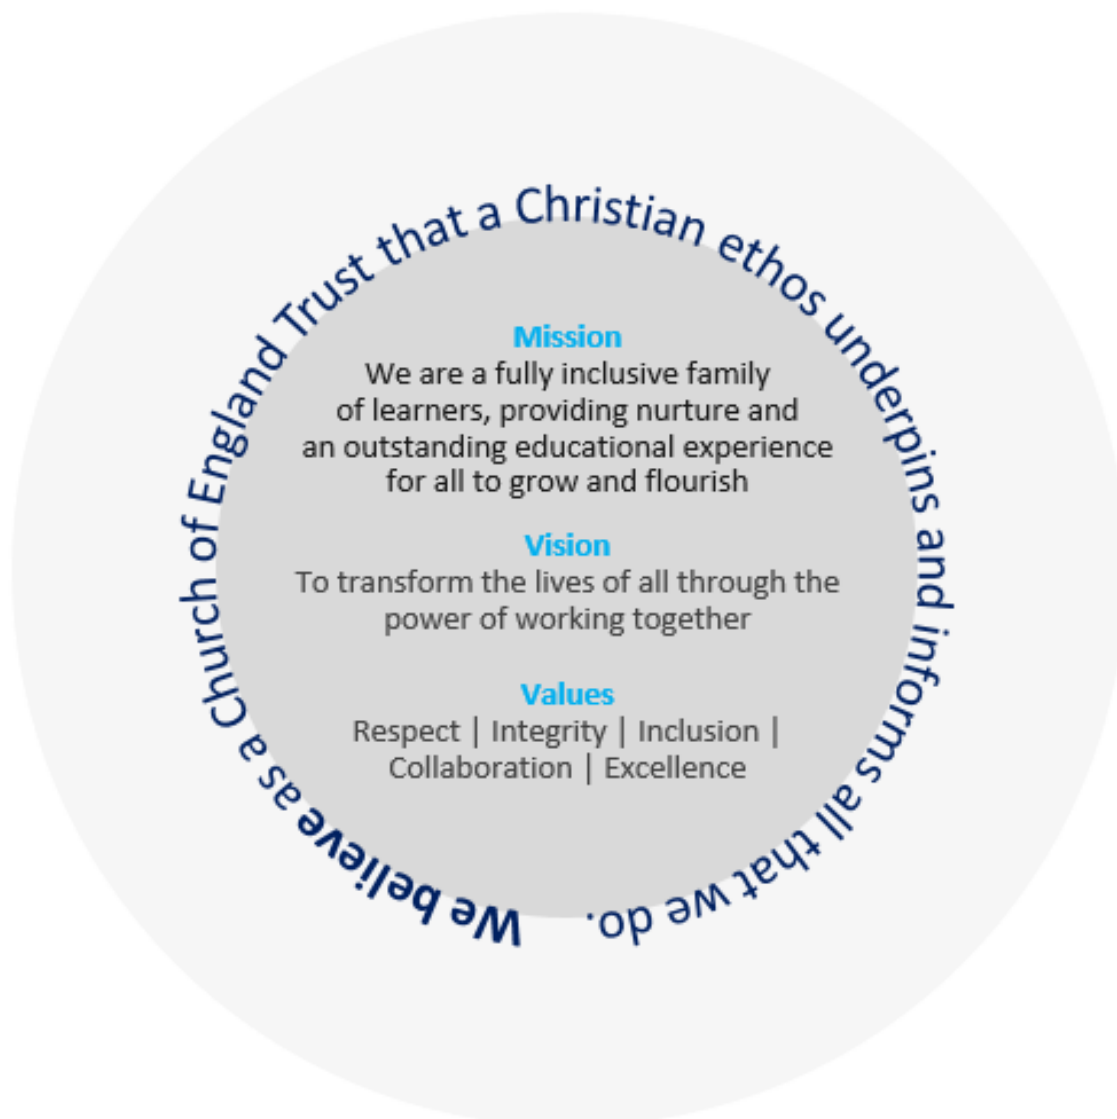 We believe as a Church of England Trust that a Christian ethos underpins and informs all that we do.
Mission
We are a fully inclusive family
of learners, providing nurture and
an outstanding educational experience
for all to grow and flourish
Vision
To transform the lives of all through the
power of working together
Values
Respect | Integrity | Inclusion |
Collaboration | Excellence